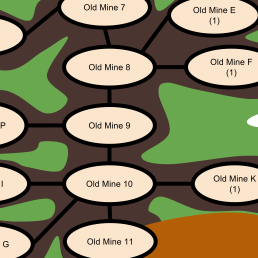 Old Mine 7
Old Mine E
(1)
Old Mine 8
Old Mine F
(1)
P
Old Mine 9
I
Old Mine 10
Old Mine K
(1)
G
Old Mine 11